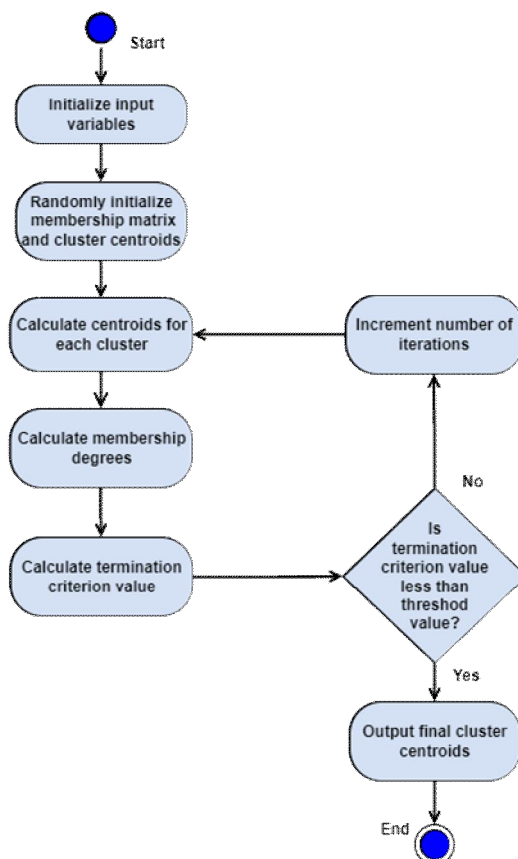 Start
Initialize input
variables
Randomly initialize
membership matrix
and cluster centroids
Calculate centroids for
each cluster
Increment number of
iterations
Calculate membership
degrees
No
Calculate termination
criterion value
Is
termination
criterion value
less than
threshod
value?
Yes
Output final cluster
centroids
End